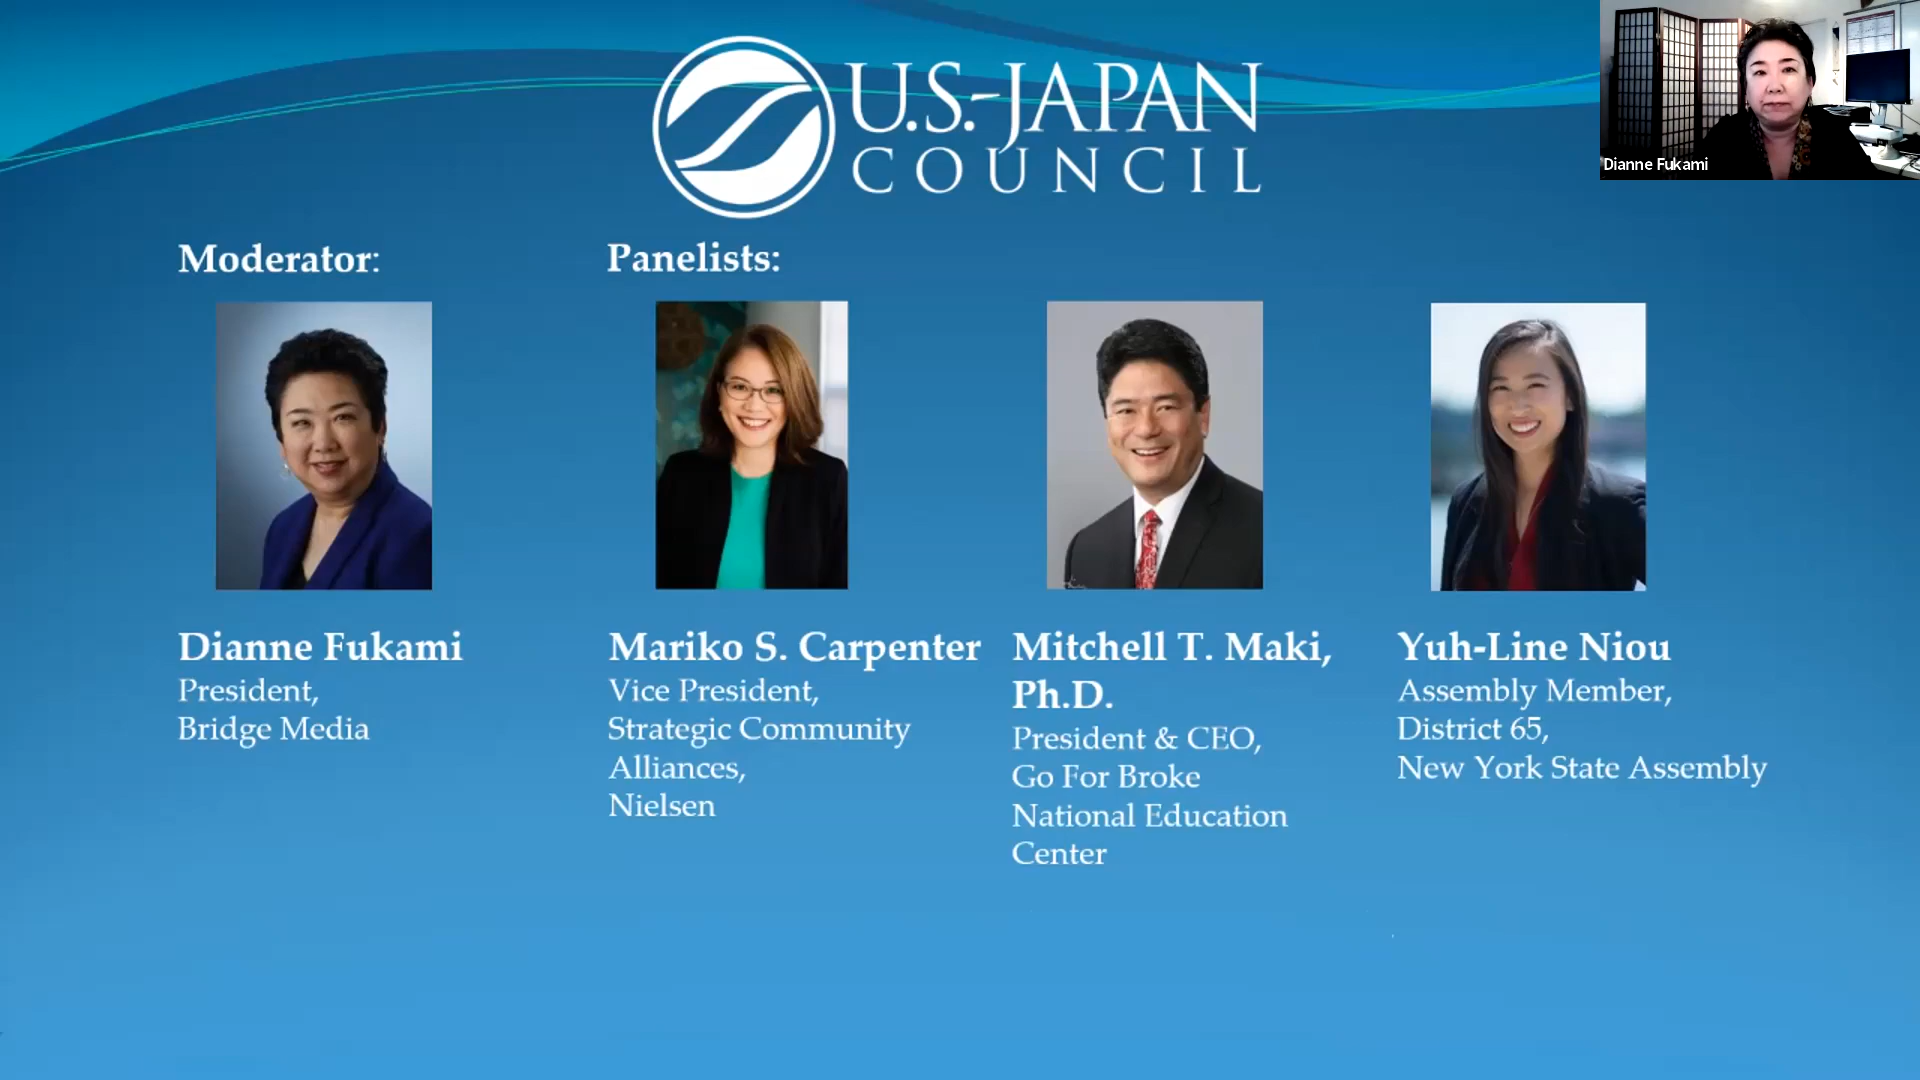 U.S.-JAPAN
COUNCIL
Dianne Fukami
Moderator:
Panelists:
Dianne Fukami
President,
Bridge Media
Mariko S. Carpenter
Vice President,
Strategic Community
Alliances,
Nielsen
Mitchell T. Maki,
Ph.D.
President & CEO,
Go For Broke
National Education
Center
Yuh-Line Niou
Assembly Member,
District 65,
New York State Assembly